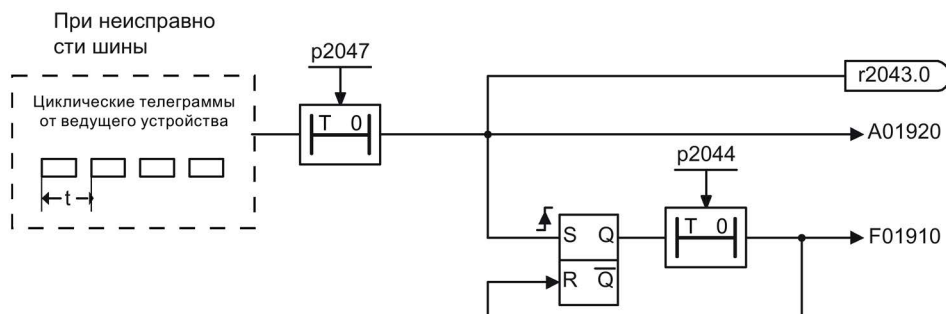 При неисправно
сти шины
p2047
r2043.0
Циклические телеграммы
от ведущего устройства
T 0
A01920
p2044
t
S Q
T 0
F01910
R Q̅